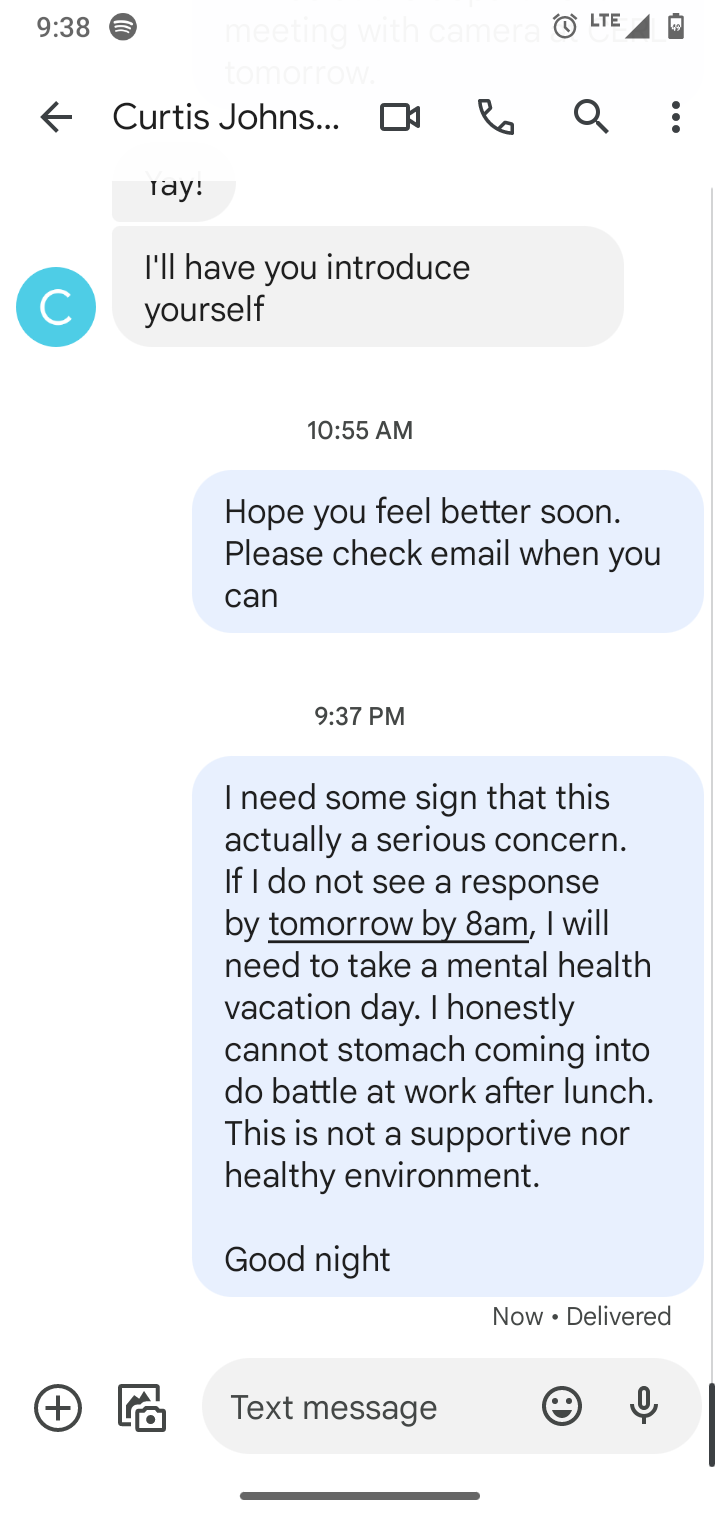 9:38
LTE
49
meeting with camera
tomorrow.
Curtis Johns...
Yay!
I'll have you introduce
yourself
C
10:55 AM
Hope you feel better soon.
Please check email when you
can
9:37 PM
I need some sign that this
actually a serious concern.
If I do not see a response
by tomorrow by 8am, I will
need to take a mental health
vacation day. I honestly
cannot stomach coming into
do battle at work after lunch.
This is not a supportive nor
healthy environment.
Good night
Now • Delivered
Text message